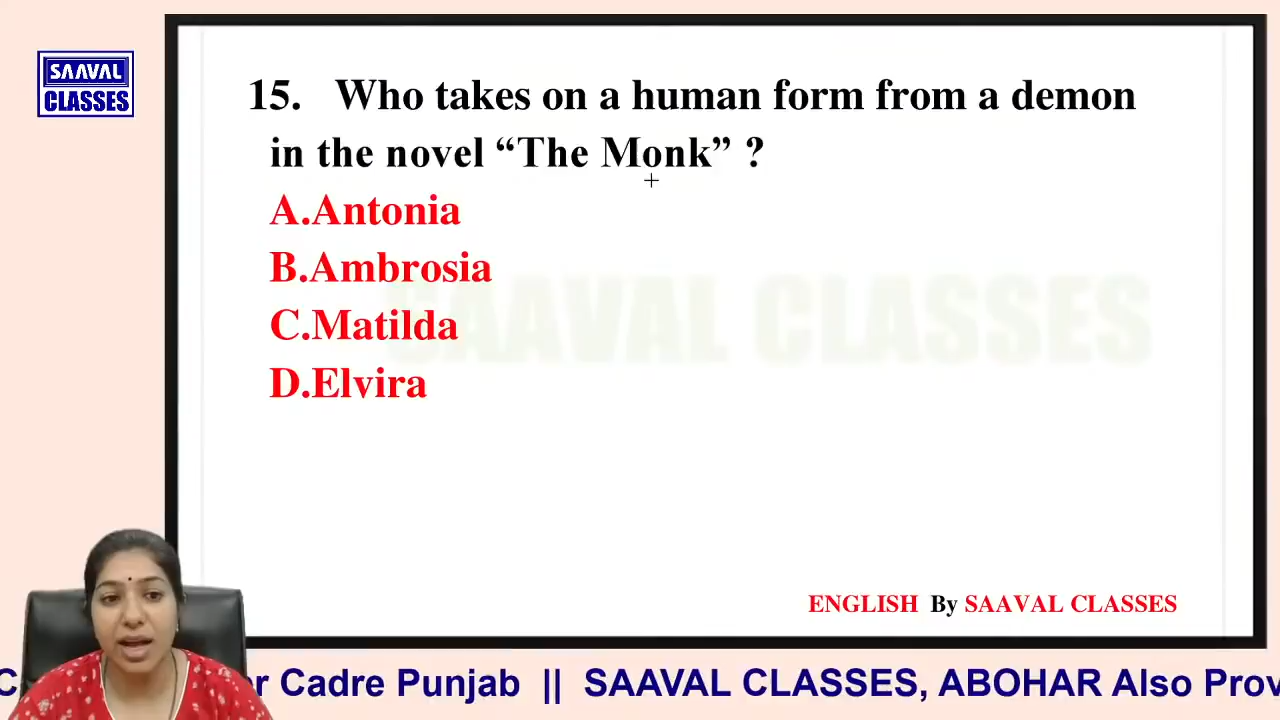 SAAVAL
CLASSES
15. Who takes on a human form from a demon
in the novel “The Monk” ?
A.Antonia
B.Ambrosia
C.Matilda
D.Elvira
SAAVAL CLASSES
ENGLISH By SAAVAL CLASSES
Cadre Punjab || SAAVAL CLASSES, ABOHAR Also